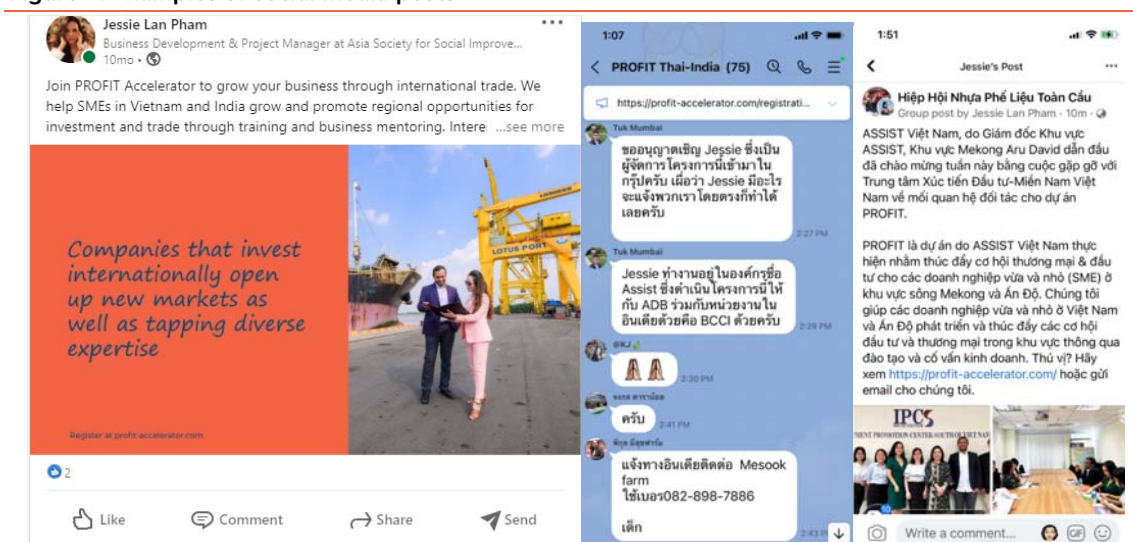 Jessie Lan Pham
Business Development & Project Manager at Asia Society for Social Improve...
10mo •
Join PROFIT Accelerator to grow your business through international trade. We
help SMEs in Vietnam and India grow and promote regional opportunities for
investment and trade through training and business mentoring. Intere ...see more
Companies that invest
internationally open
up new markets as
well as tapping diverse
expertise
Register at profit-accelerator.com
LOTUS PORT
2
Like
Comment
Share
Send
1:07
PROFIT Thai-India (75)
https://profit-accelerator.com/registrati...
Tuk Mumbai
ขออนุญาตเชิญ Jessie ซึ่งเป็น
ผู้จัดการโครงการนี้เข้ามาใน
กรุ๊ปครับ เผื่อว่า Jessie มีอะไร
จะแจ้งพวกเราโดยตรงก็ทำได้
เลยครับ
2:27 PM
Tuk Mumbai
Jessie ทำงานอยู่ในองค์กรชื่อ
Assist ซึ่งดำเนินโครงการนี้ให้
กับ ADB ร่วมกับหน่วยงานใน
อินเดียด้วยคือ BCCI ด้วยครับ
2:29 PM
@KJ
2:30 PM
ครับ
2:41 PM
แจ้งทางอินเดียติดต่อ Mesook
farm
ใช้เบอร082-898-7886
เด็ก
2:43 PM
1:51
Jessie's Post
Hiệp Hội Nhựa Phế Liệu Toàn Cầu
Group post by Jessie Lan Pham · 10m ·
ASSIST Việt Nam, do Giám đốc Khu vực
ASSIST, Khu vực Mekong Aru David dẫn đầu
đã chào mừng tuần này bằng cuộc gặp gỡ với
Trung tâm Xúc tiến Đầu tư-Miền Nam Việt
Nam về mối quan hệ đối tác cho dự án
PROFIT.
PROFIT là dự án do ASSIST Việt Nam thực
hiện nhằm thúc đẩy cơ hội thương mại & đầu
tư cho các doanh nghiệp vừa và nhỏ (SME) ở
khu vực sông Mekong và Ấn Độ. Chúng tôi
giúp các doanh nghiệp vừa và nhỏ ở Việt Nam
và Ấn Độ phát triển và thúc đẩy các cơ hội
đầu tư và thương mại trong khu vực thông qua
đào tạo và cố vấn kinh doanh. Thú vị? Hãy
xem https://profit-accelerator.com/ hoặc gửi
email cho chúng tôi.
IPCS
Write a comment...
GIF